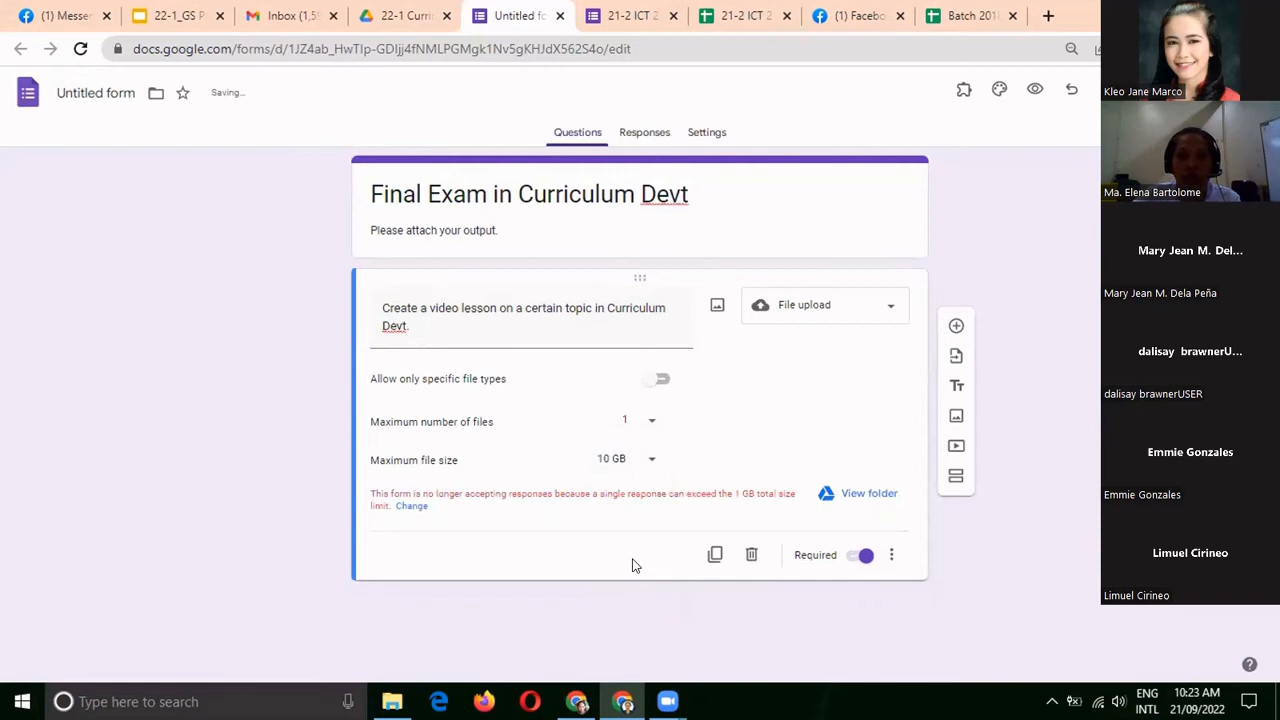 (1) Messer
22-1_GS P
Inbox (1,55
22-1 Curri
Untitled fo
21-2 ICT 2
21-2 ICT 2
(1) Facebo
Batch 201
docs.google.com/forms/d/1JZ4ab_HwTIp-GDIjj4fNMLPGMgk1Nv5gKHJdX562S4o/edit
Untitled form
Saving...
Questions
Responses
Settings
Final Exam in Curriculum Devt
Please attach your output.
Create a video lesson on a certain topic in Curriculum
Devt.
File upload
Allow only specific file types
Maximum number of files
1
Maximum file size
10 GB
This form is no longer accepting responses because a single response can exceed the 1 GB total size
limit. Change
View folder
Required
Kleo Jane Marco
Ma. Elena Bartolome
Mary Jean M. Del...
Mary Jean M. Dela Peña
dalisay brawnerU...
dalisay brawnerUSER
Emmie Gonzales
Emmie Gonzales
Limuel Cirineo
Limuel Cirineo
Type here to search
ENG
INTL
10:23 AM
21/09/2022